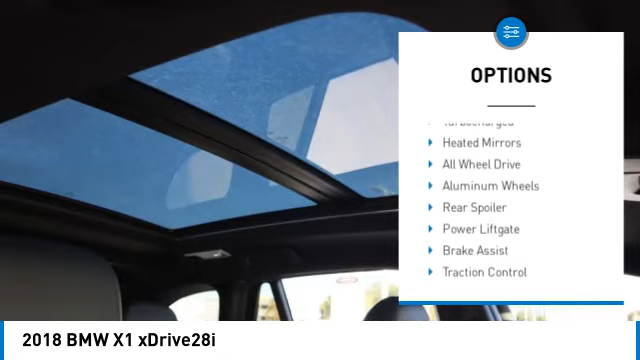 OPTIONS
Turbocharged
Heated Mirrors
All Wheel Drive
Aluminum Wheels
Rear Spoiler
Power Liftgate
Brake Assist
Traction Control
2018 BMW X1 xDrive28i